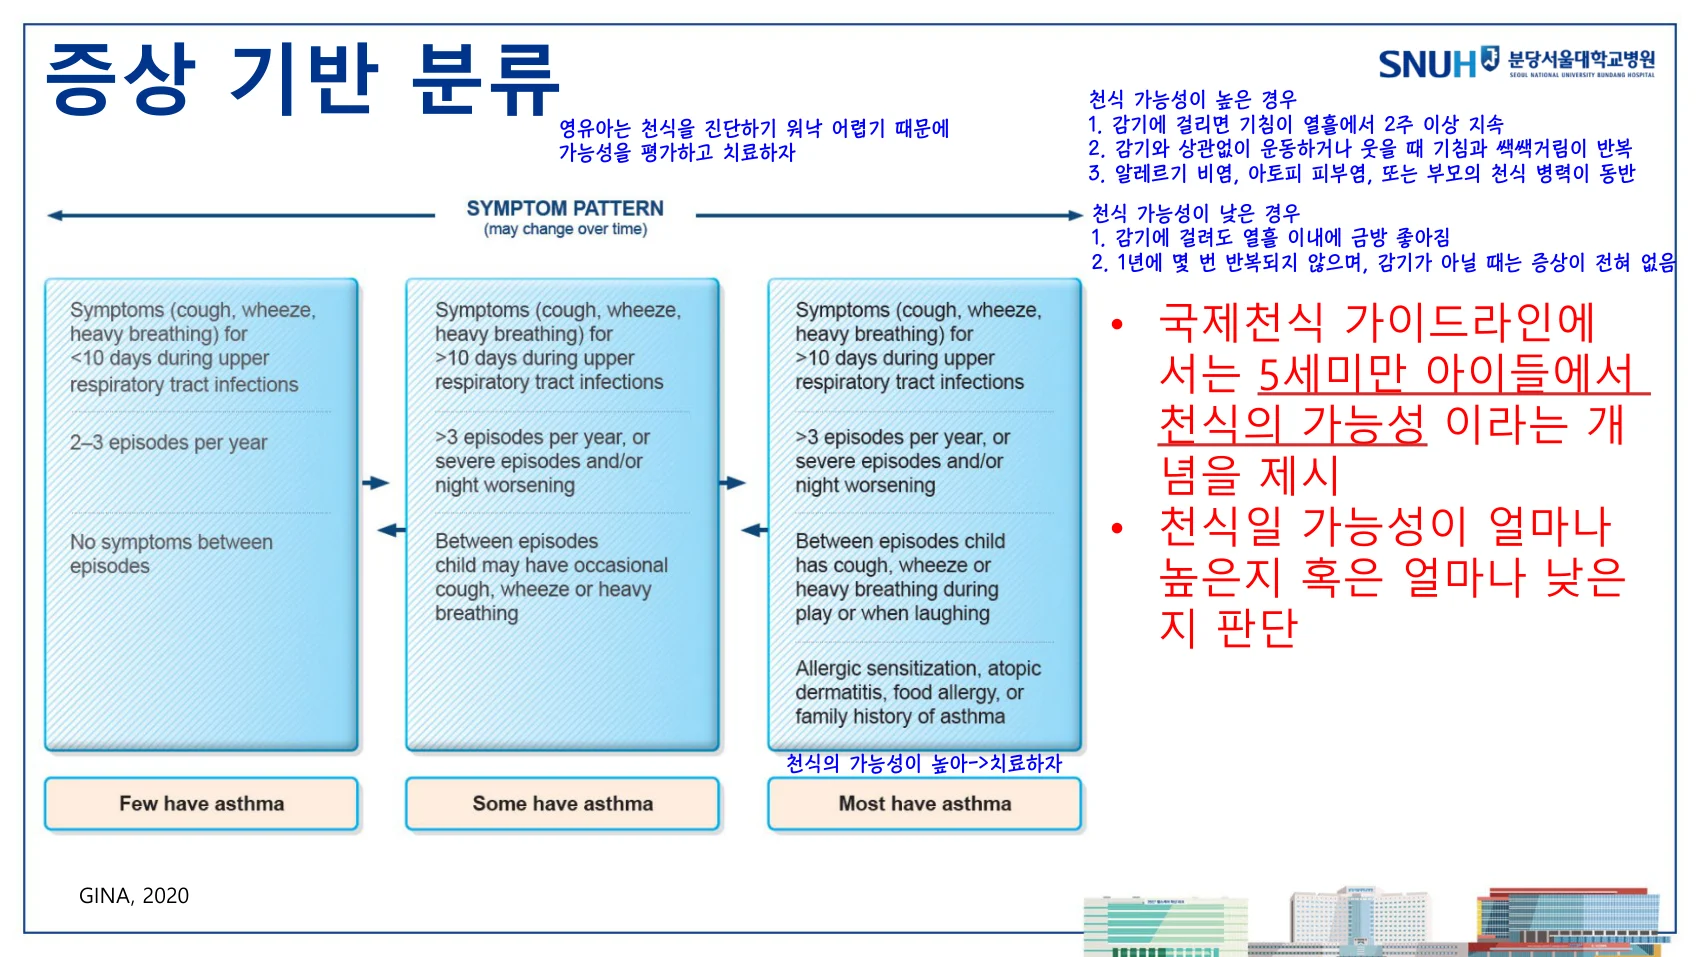 증상 기반 분류
SNUH 분당서울대학교병원
SEOUL NATIONAL UNIVERSITY BUNDANG HOSPITAL
영유아는 천식을 진단하기 워낙 어렵기 때문에
가능성을 평가하고 치료하자
천식 가능성이 높은 경우
1. 감기에 걸리면 기침이 열흘에서 2주 이상 지속
2. 감기와 상관없이 운동하거나 웃을 때 기침과 쌕쌕거림이 반복
3. 알레르기 비염, 아토피 피부염, 또는 부모의 천식 병력이 동반
천식 가능성이 낮은 경우
1. 감기에 걸려도 열흘 이내에 금방 좋아짐
2. 1년에 몇 번 반복되지 않으며, 감기가 아닐 때는 증상이 전혀 없음
SYMPTOM PATTERN
(may change over time)
Symptoms (cough, wheeze,
heavy breathing) for
<10 days during upper
respiratory tract infections
2–3 episodes per year
No symptoms between
episodes
Few have asthma
Symptoms (cough, wheeze,
heavy breathing) for
>10 days during upper
respiratory tract infections
>3 episodes per year, or
severe episodes and/or
night worsening
Between episodes
child may have occasional
cough, wheeze or heavy
breathing
Some have asthma
Symptoms (cough, wheeze,
heavy breathing) for
>10 days during upper
respiratory tract infections
>3 episodes per year, or
severe episodes and/or
night worsening
Between episodes child
has cough, wheeze or
heavy breathing during
play or when laughing
Allergic sensitization, atopic
dermatitis, food allergy, or
family history of asthma
천식의 가능성이 높아->치료하자
Most have asthma
• 국제천식 가이드라인에
서는 5세미만 아이들에서
천식의 가능성 이라는 개
념을 제시
• 천식일 가능성이 얼마나
높은지 혹은 얼마나 낮은
지 판단
GINA, 2020